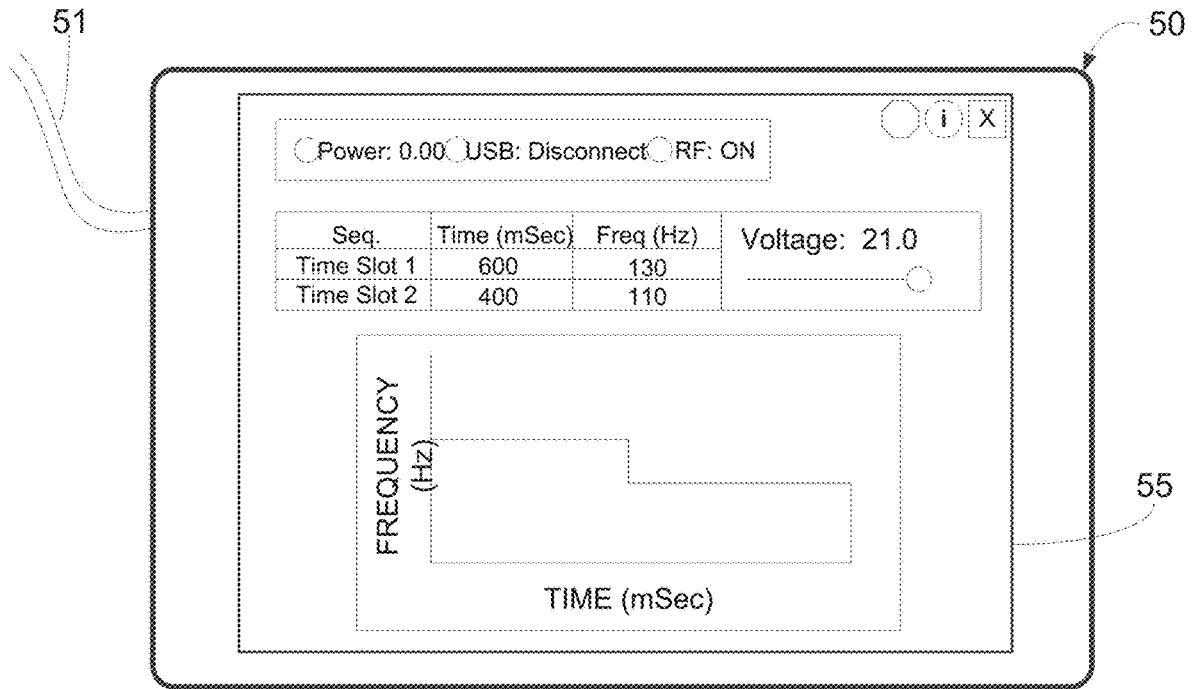 51
50
i X
Power: 0.00 USB: Disconnect RF: ON
Seq. Time (mSec) Freq (Hz) Voltage: 21.0
Time Slot 1 600 130
Time Slot 2 400 110
FREQUENCY
(Hz)
55
TIME (mSec)